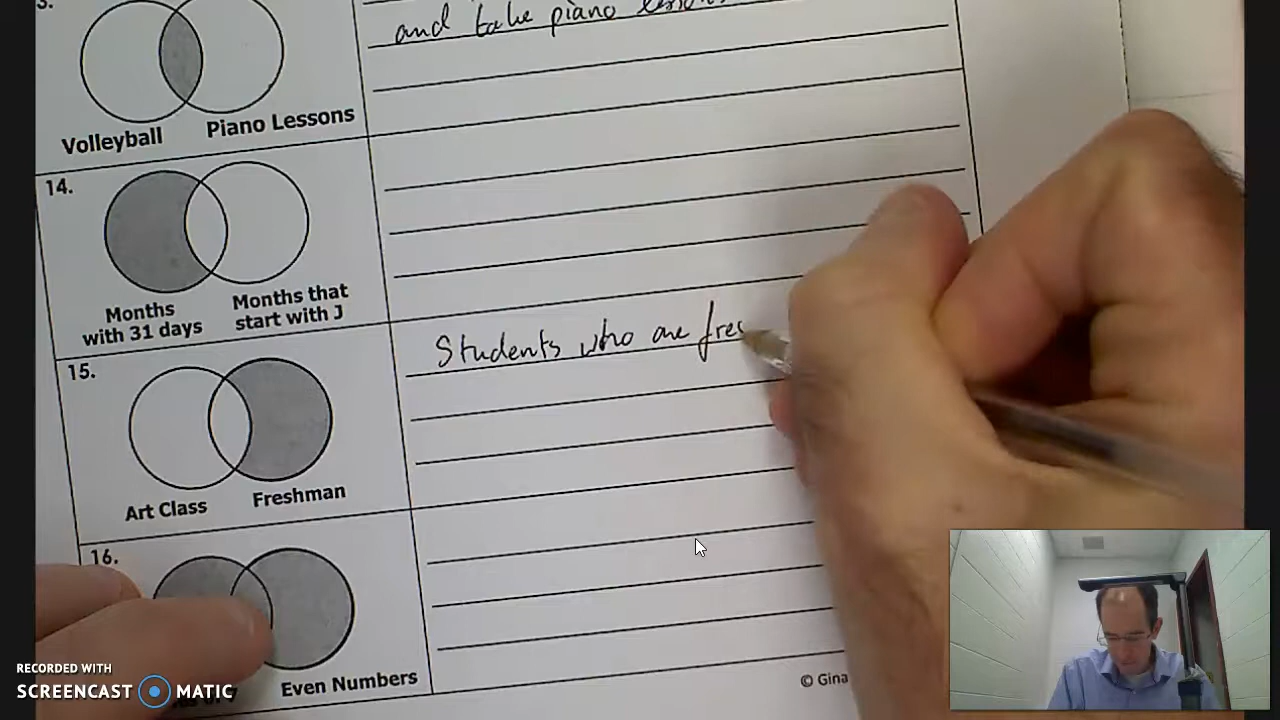 3.
and take piano
Volleyball
Piano Lessons
14.
Months
with 31 days
Months that
start with J
15.
Students who are fres
Art Class
Freshman
16.
Even Numbers
© Gina
RECORDED WITH
SCREENCAST MATIC